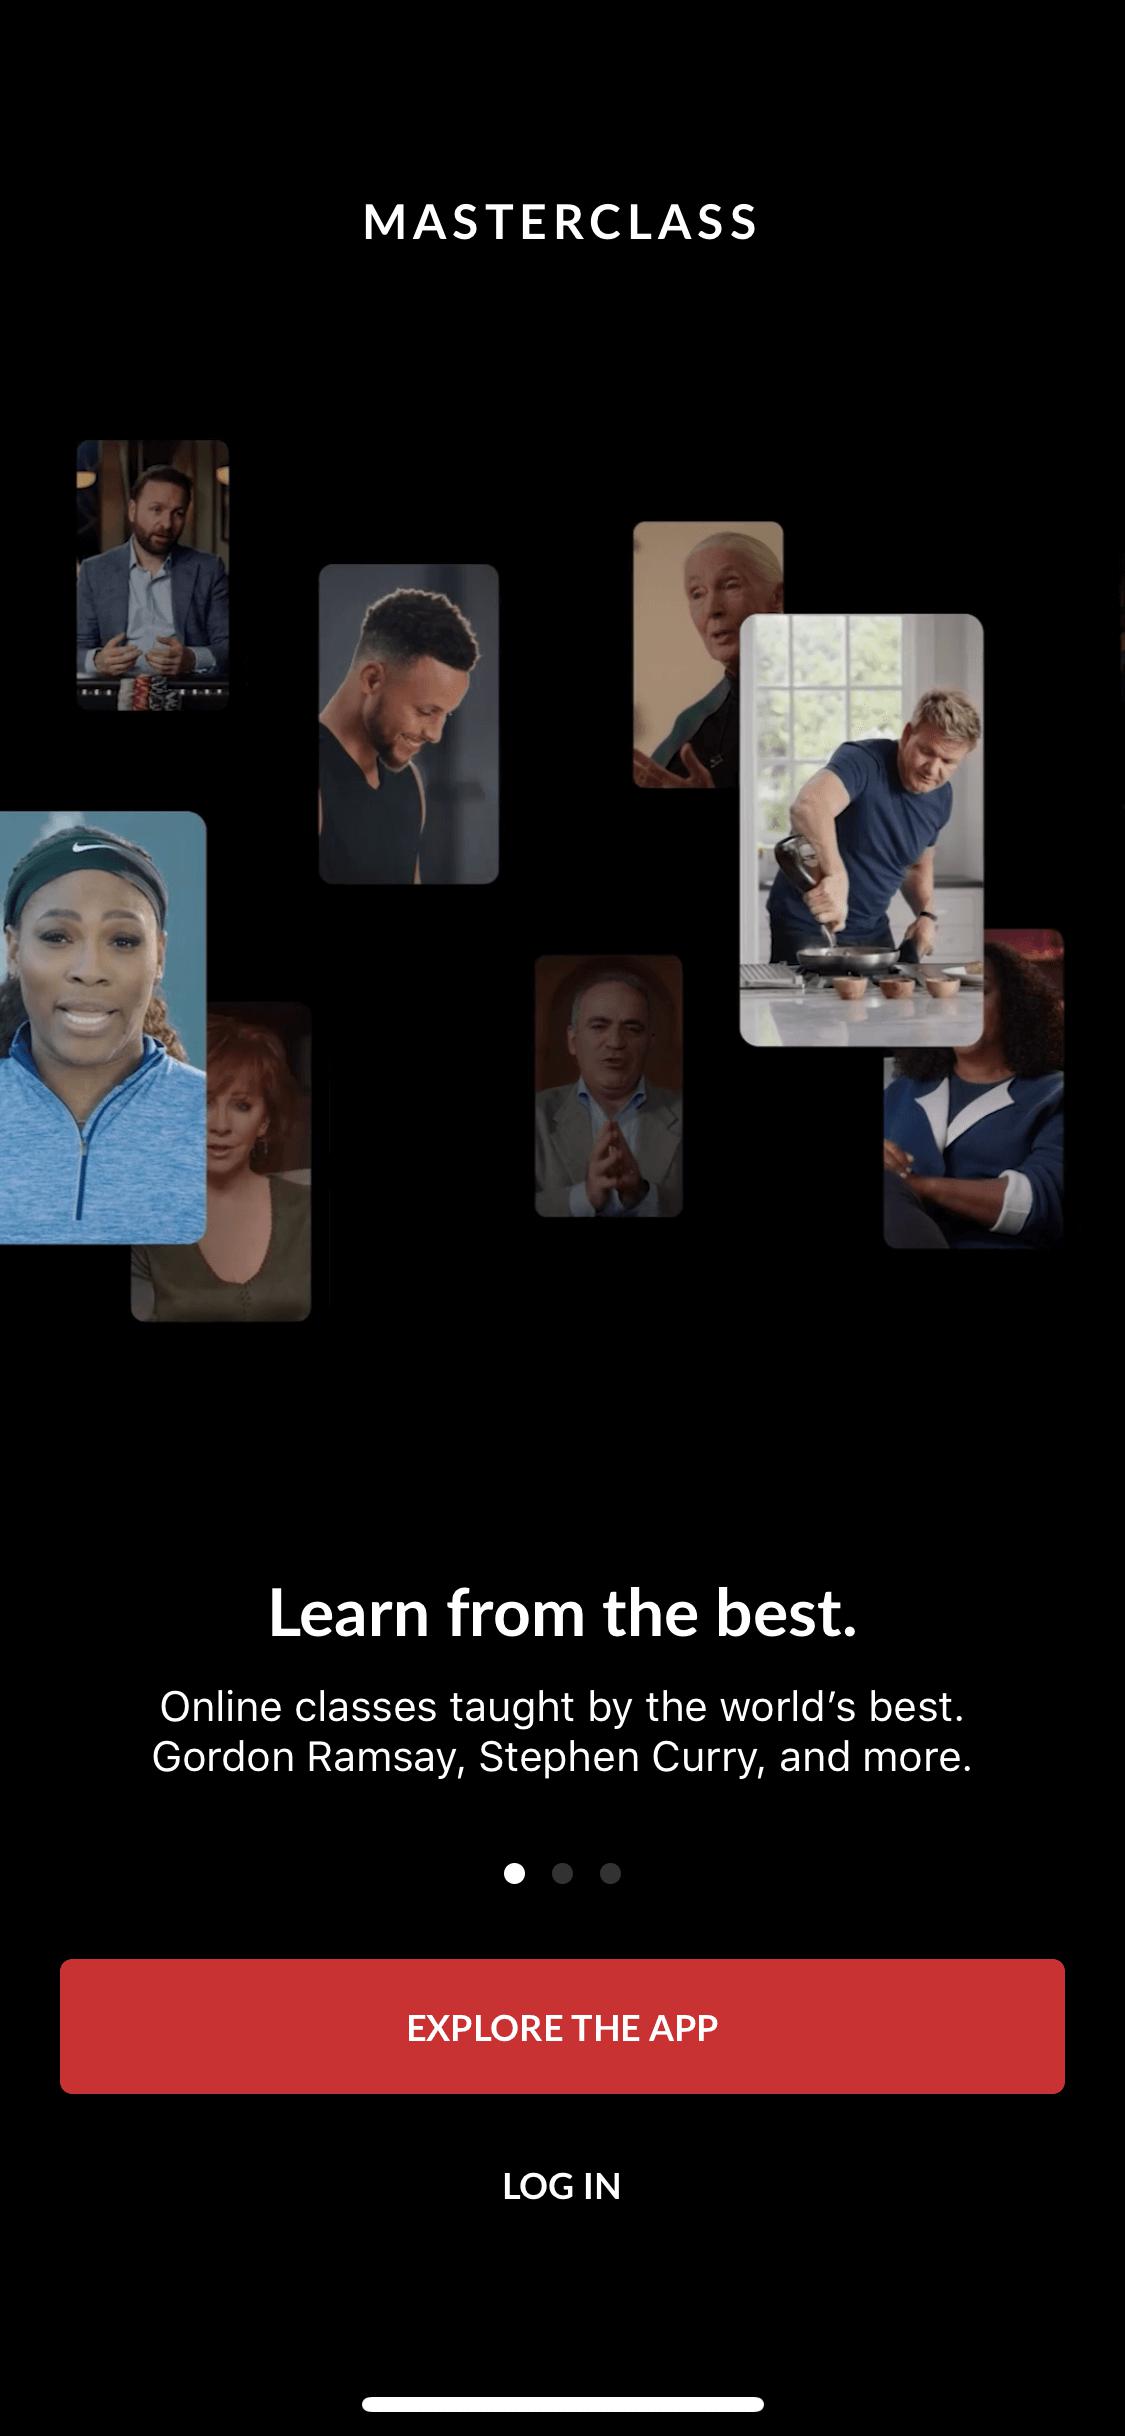 MASTERCLASS
Learn from the best.
Online classes taught by the world’s best.
Gordon Ramsay, Stephen Curry, and more.
EXPLORE THE APP
LOG IN